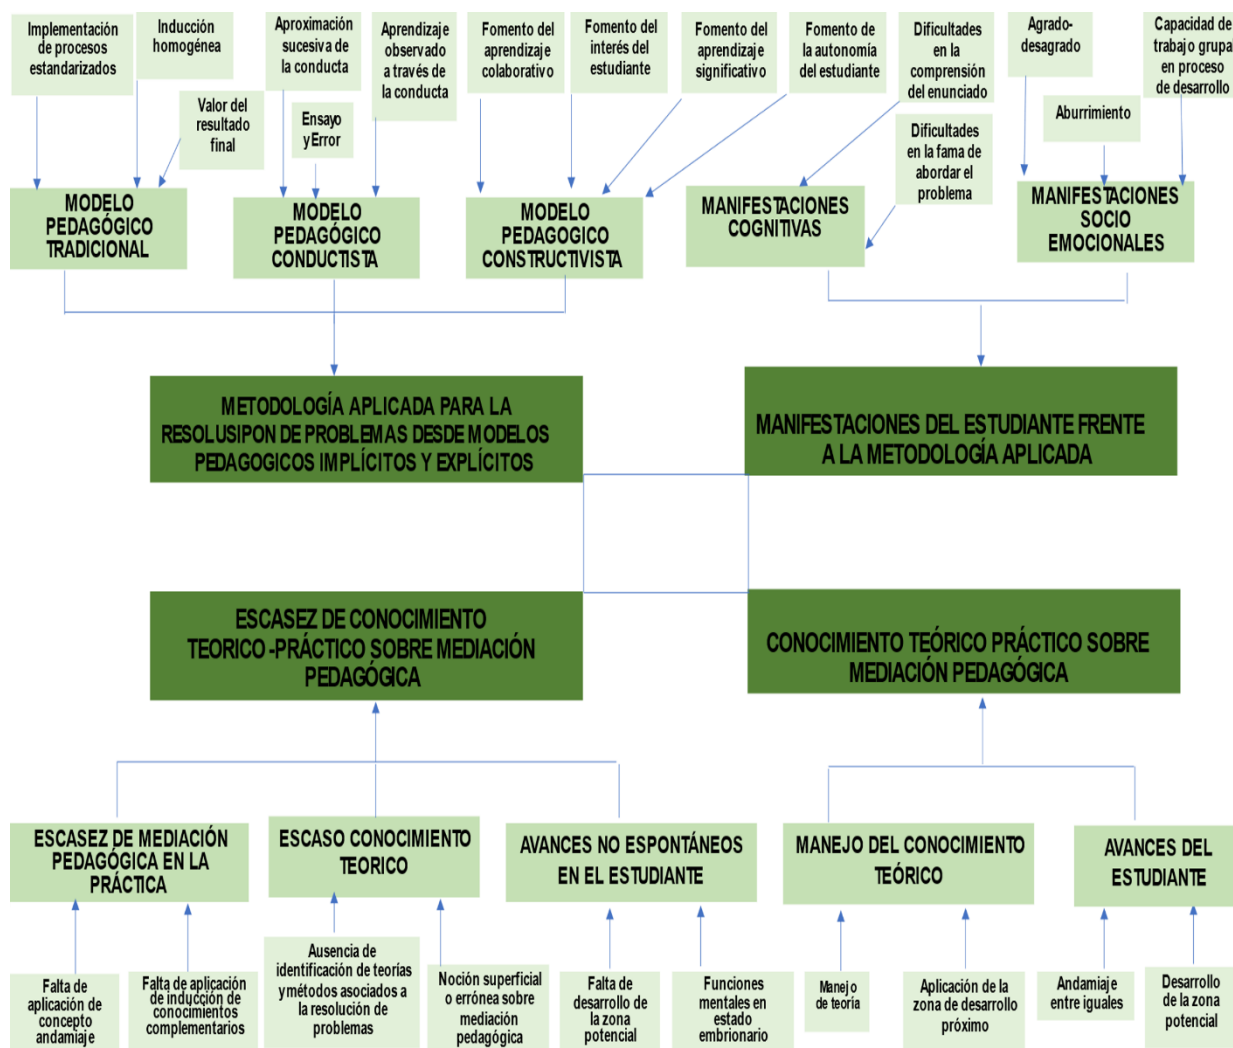 Implementación
de procesos
estandarizados
Inducción
homogénea
Valor del
resultado
final
Aproximación
sucesiva de
la conducta
Ensayo
y Error
Aprendizaje
observado
a través de
la conducta
Fomento del
aprendizaje
colaborativo
Fomento del
interés del
estudiante
Fomento del
aprendizaje
significativo
Fomento de
la autonomía
del estudiante
Dificultades
en la
comprensión
del enunciado
Dificultades
en la fama de
abordar el
problema
Agrado-
desagrado
Aburrimiento
Capacidad de
trabajo grupal
en proceso
de desarrollo
MODELO
PEDAGÓGICO
TRADICIONAL
MODELO
PEDAGÓGICO
CONDUCTISTA
MODELO
PEDAGOGICO
CONSTRUCTIVISTA
MANIFESTACIONES
COGNITIVAS
MANIFESTACIONES
SOCIO
EMOCIONALES
METODOLOGÍA APLICADA PARA LA
RESOLUSIPON DE PROBLEMAS DESDE MODELOS
PEDAGOGICOS IMPLÍCITOS Y EXPLÍCITOS
MANIFESTACIONES DEL ESTUDIANTE FRENTE
A LA METODOLOGÍA APLICADA
ESCASEZ DE CONOCIMIENTO
TEORICO -PRÁCTICO SOBRE MEDIACIÓN
PEDAGÓGICA
CONOCIMIENTO TEÓRICO PRÁCTICO SOBRE
MEDIACIÓN PEDAGÓGICA
ESCASEZ DE MEDIACIÓN
PEDAGÓGICA EN LA
PRÁCTICA
ESCASO CONOCIMIENTO
TEORICO
AVANCES NO ESPONTÁNEOS
EN EL ESTUDIANTE
MANEJO DEL CONOCIMIENTO
TEÓRICO
AVANCES DEL
ESTUDIANTE
Falta de
aplicación de
concepto
andamiaje
Falta de aplicación
de inducción de
conocimientos
complementarios
Ausencia de
identificación de teorías
y métodos asociados a
la resolución de
problemas
Noción superficial
o errónea sobre
mediación
pedagógica
Falta de
desarrollo de
la zona
potencial
Funciones
mentales en
estado
embrionario
Manejo
de teoría
Aplicación de la
zona de desarrollo
próximo
Andamiaje
entre iguales
Desarrollo
de la zona
potencial